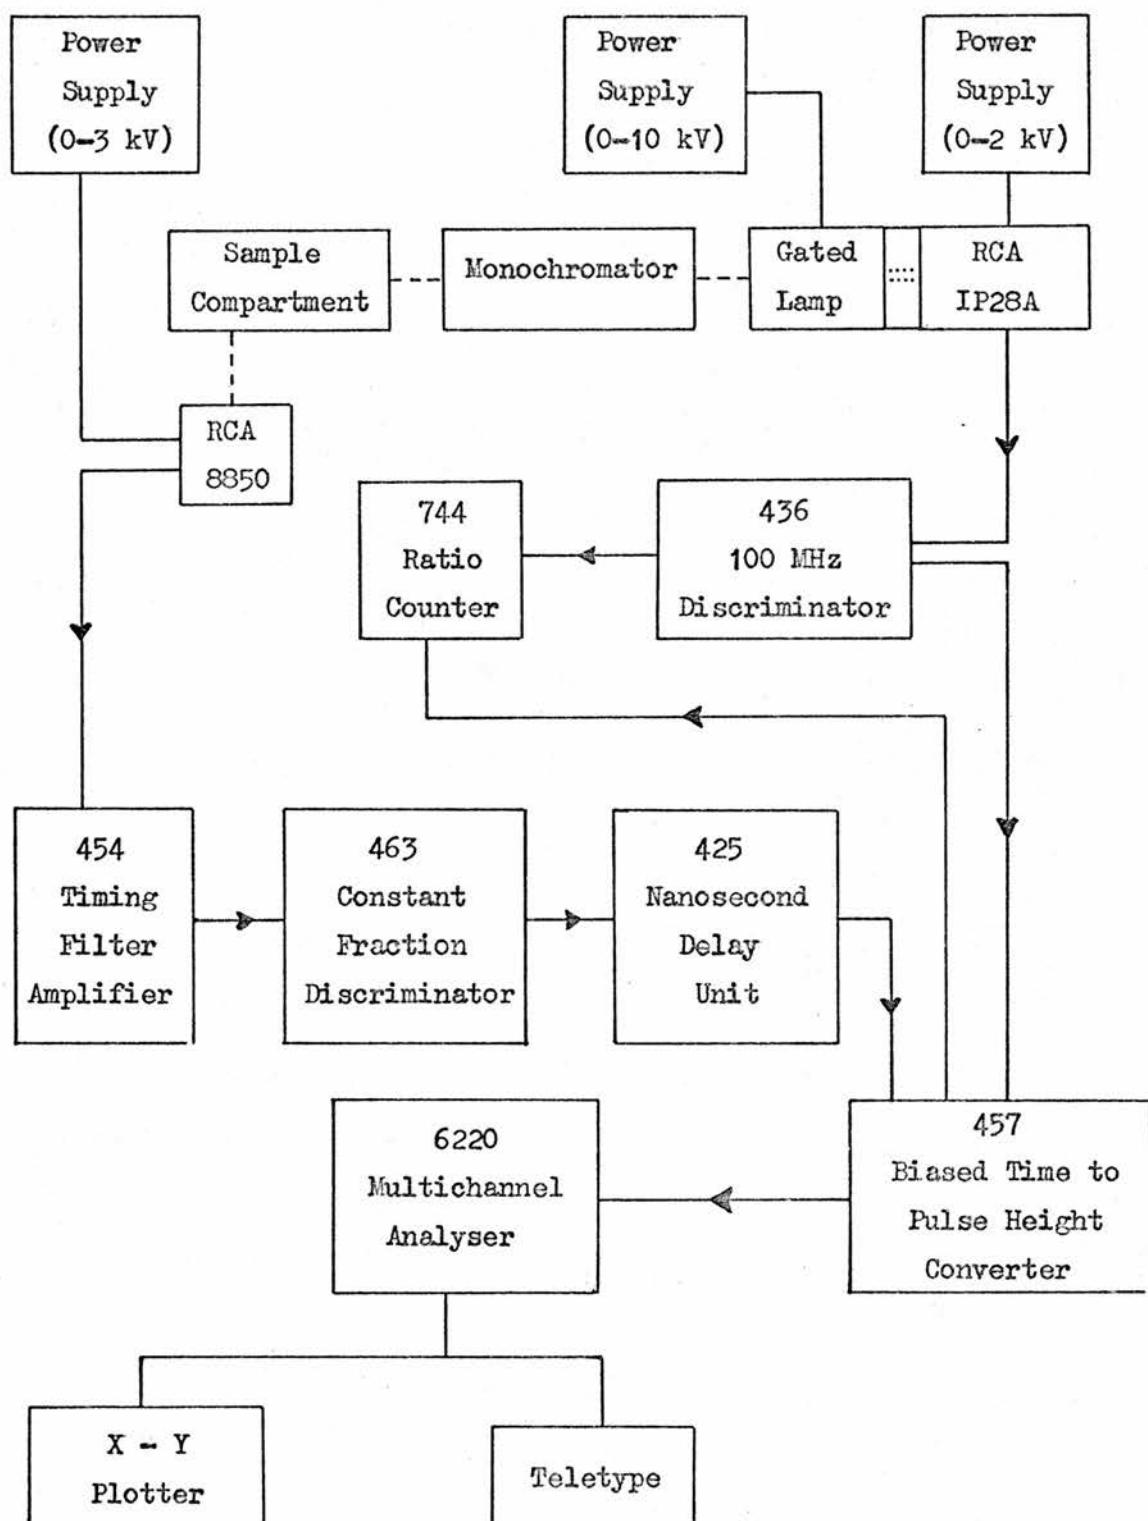 Power
Supply
(0-3 kV)
Power
Supply
(0-10 kV)
Power
Supply
(0-2 kV)
Sample
Compartment
Monochromator
Gated
Lamp
RCA
IP28A
RCA
8850
744
Ratio
Counter
436
100 MHz
Discriminator
454
Timing
Filter
Amplifier
463
Constant
Fraction
Discriminator
425
Nanosecond
Delay
Unit
457
Biased Time to
Pulse Height
Converter
6220
Multichannel
Analyser
X - Y
Plotter
Teletype